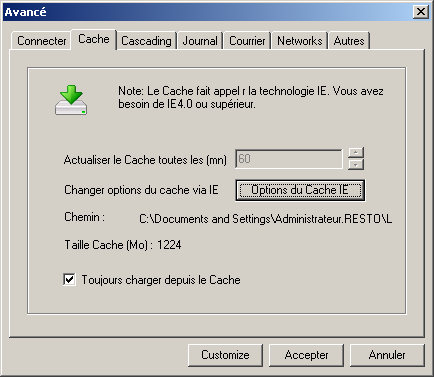 Avancé
Connecter Cache Cascading Journal Courrier Networks Autres
Note: Le Cache fait appel r la technologie IE. Vous avez
besoin de IE4.0 ou supérieur.
Actualiser le Cache toutes les (mn) 60
Changer options du cache via IE Options du Cache IE
Chemin : C:\Documents and Settings\Administrateur.RESTO\L
Taille Cache (Mo) : 1224
Toujours charger depuis le Cache
Customize Accepter Annuler